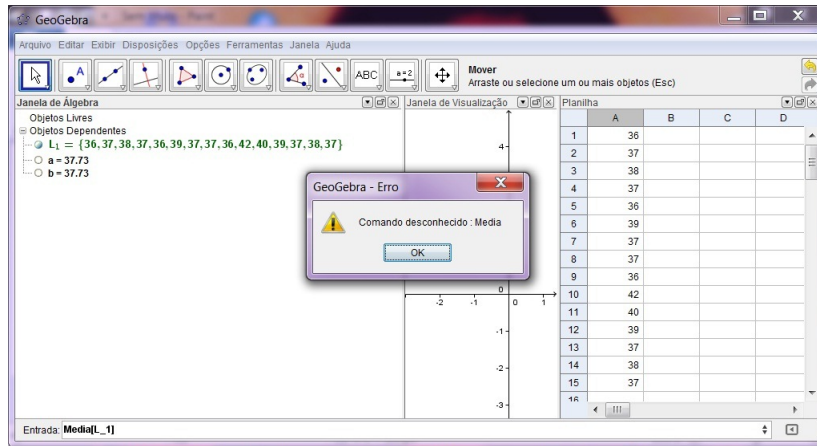 GeoGebra
Arquivo Editar Exibir Disposições Opções Ferramentas Janela Ajuda
ABC
a=2
Mover
Arraste ou selecione um ou mais objetos (Esc)
Janela de Álgebra
Janela de Visualização
Planilha
Objetos Livres
Objetos Dependentes
L₁ = {36,37,38,37,36,39,37,37,36,42,40,39,37,38,37}
a = 37.73
b = 37.73
4
0
-2 -1 0 1
-1
-2
-3
GeoGebra - Erro
Comando desconhecido : Media
OK
A B C D
1 36
2 37
3 38
4 37
5 36
6 39
7 37
8 37
9 36
10 42
11 40
12 39
13 37
14 38
15 37
16
Entrada: Media[L_1]